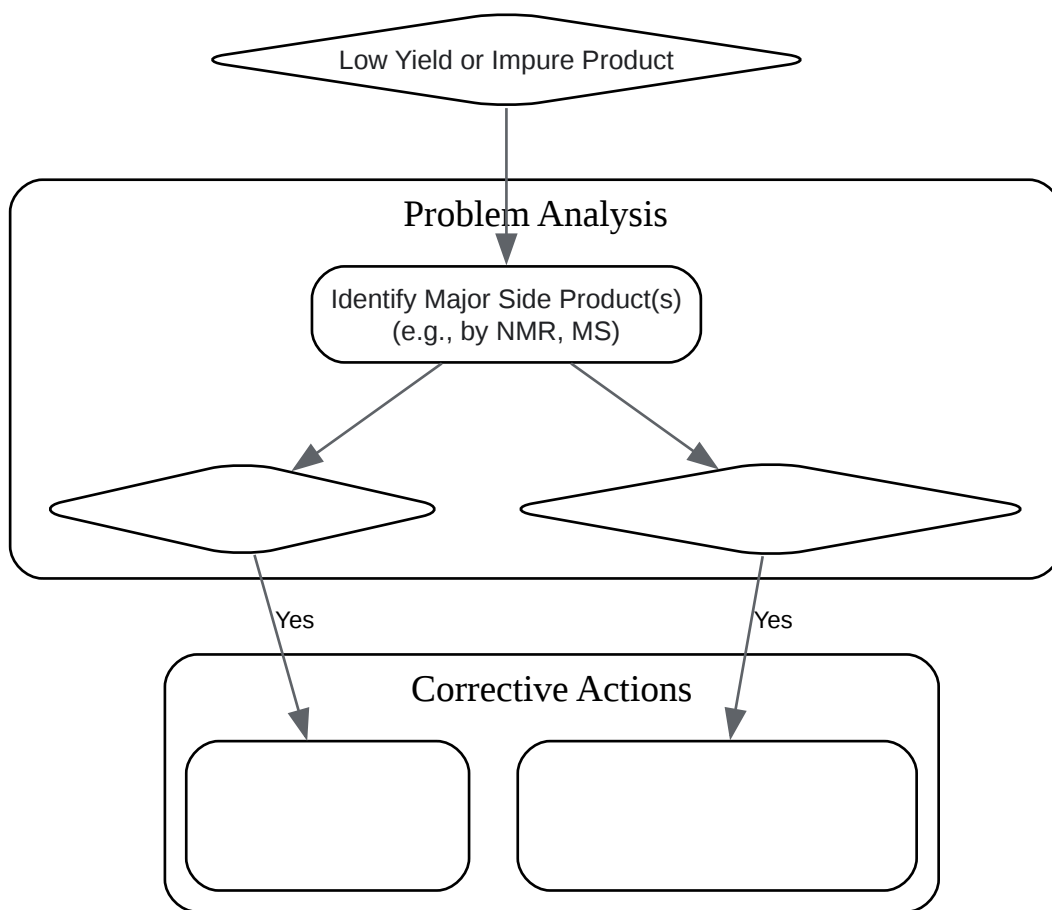 Low Yield or Impure Product
Problem Analysis
Identify Major Side Product(s)
(e.g., by NMR, MS)
Yes
Yes
Corrective Actions